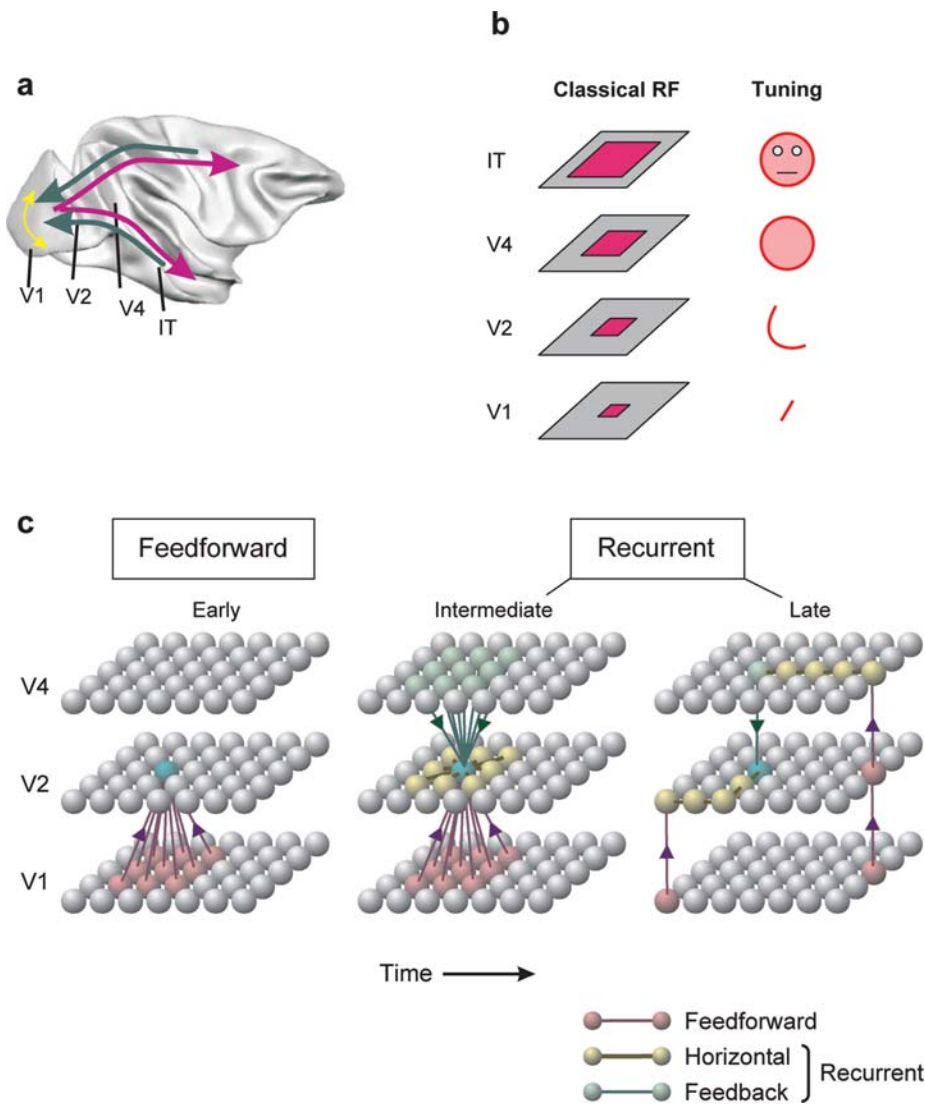 a
V1
V2
V4
IT
b
Classical RF Tuning
IT
V4
V2
V1
c
Feedforward Recurrent
Early Intermediate Late
V4
V2
V1
Time
Feedforward
Horizontal
Feedback
Recurrent